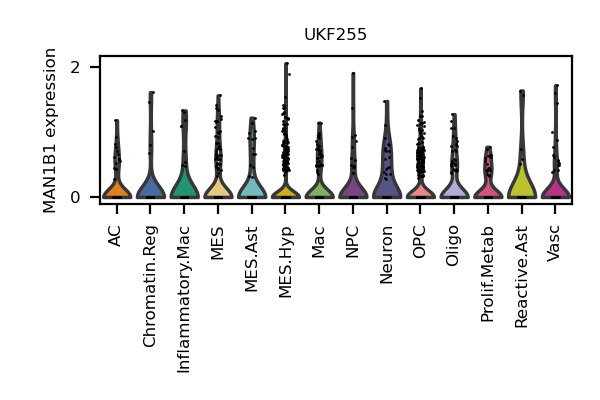 UKF255
MAN1B1 expression
2
0
AC
Chromatin.Reg
Inflammatory.Mac
MES
MES.Ast
MES.Hyp
Mac
NPC
Neuron
OPC
Oligo
Prolif.Metab
Reactive.Ast
Vasc